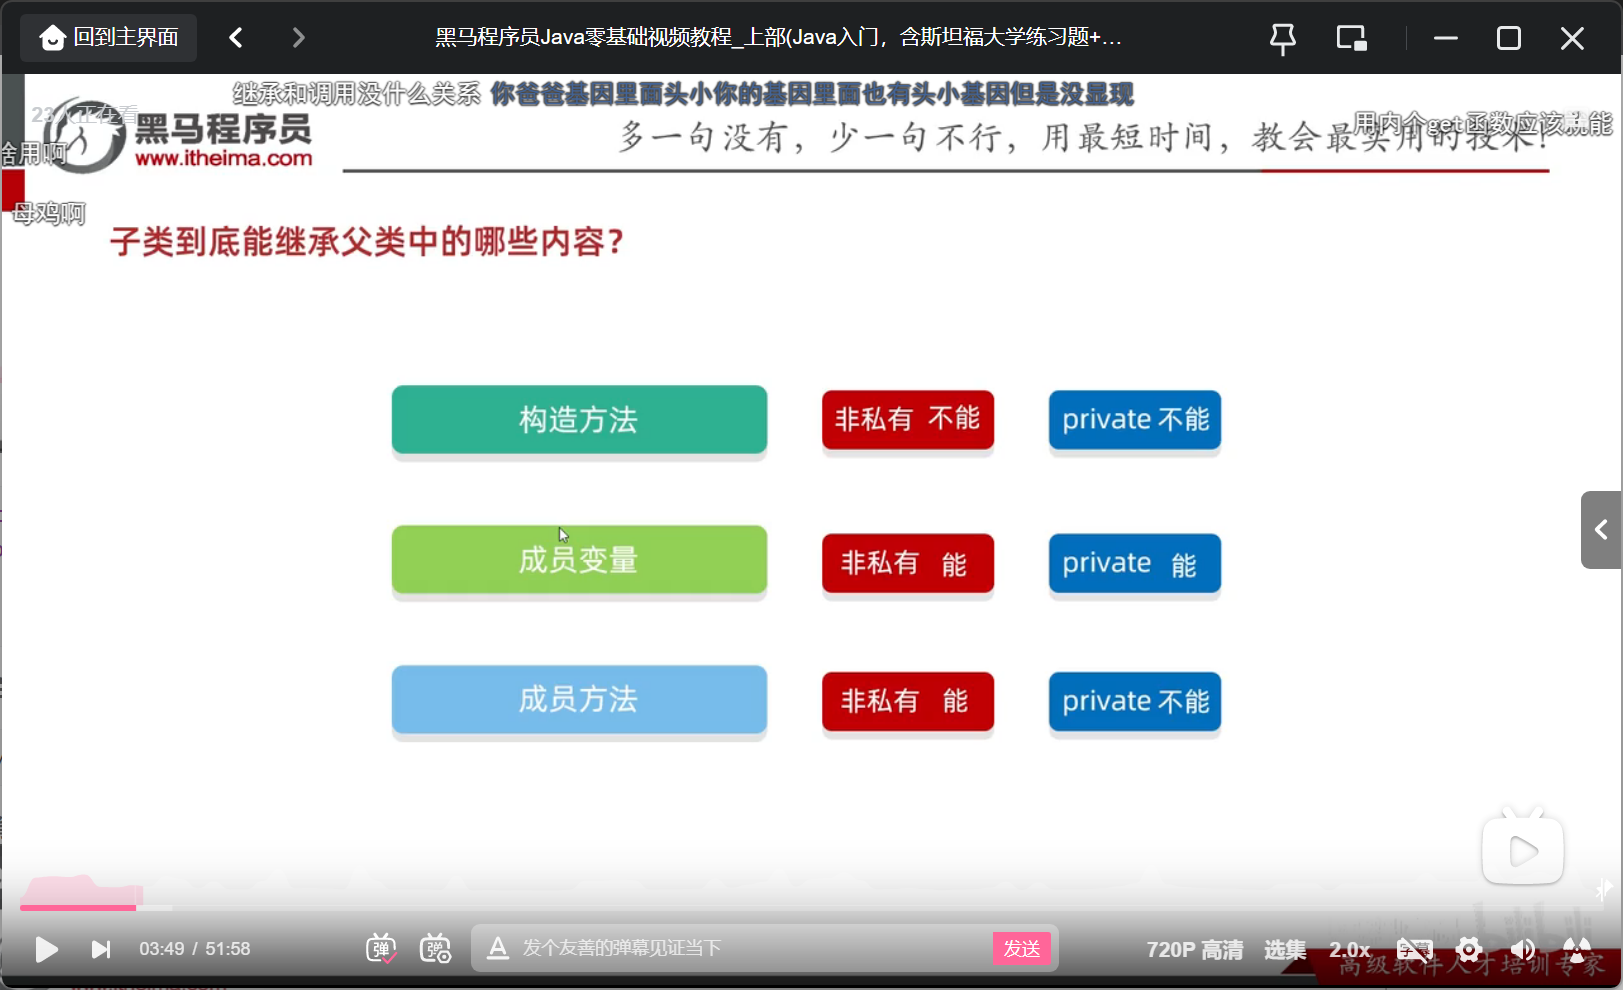 回到主界面
黑马程序员Java零基础视频教程_上部(Java入门，含斯坦福大学练习题+...
继承和调用没什么关系 你爸爸基因里面头小你的基因里面也有头小基因但是没显现
23人正在看
用内个get函数应该就能
黑马程序员
www.itheima.com
多一句没有，少一句不行，用最短时间，教会最实用的技术！
啥用啊
母鸡啊
子类到底能继承父类中的哪些内容？
构造方法 非私有 不能 private 不能
成员变量 非私有 能 private 能
成员方法 非私有 能 private 不能
03:49 / 51:58
弹 弹
发个友善的弹幕见证当下
发送
720P 高清
选集
2.0x
字幕
高级软件人才培训专家